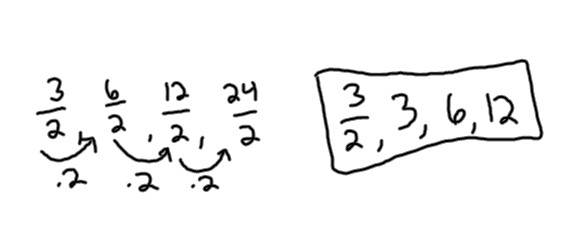 3/2, 6/2, 12/2, 24/2
·2 ·2 ·2
3/2, 3, 6, 12